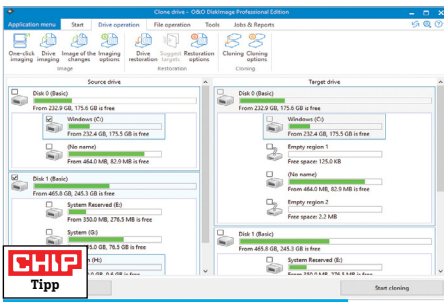 Clone drive - O&O DiskImage Professional Edition
Application menu Start Drive operation File operation Tools Jobs & Reports
One-click imaging
Drive imaging
Image of the changes
Imaging options
Drive restoration
Suggest targets
Restoration options
Cloning
Cloning options
Image
Restoration
Cloning
Source drive
Disk 0 (Basic)
From 232.9 GB, 175.6 GB is free
Windows (C:)
From 232.4 GB, 175.5 GB is free
(No name)
From 464.0 MB, 82.9 MB is free
Disk 1 (Basic)
From 465.8 GB, 245.3 GB is free
System Reserved (E:)
From 350.0 MB, 276.5 MB is free
System (G:)
5.0 GB, 76.5 GB is free
(H:)
Target drive
Disk 0 (Basic)
From 232.9 GB, 175.6 GB is free
Windows (C:)
From 232.4 GB, 175.5 GB is free
Empty region 1
Free space: 125.0 KB
(No name)
From 464.0 MB, 82.9 MB is free
Empty region 2
Free space: 2.2 MB
Disk 1 (Basic)
From 465.8 GB, 245.3 GB is free
System Reserved (E:)
From 350.0 MB, 276.5 MB is free
Start cloning
CHIP
Tipp